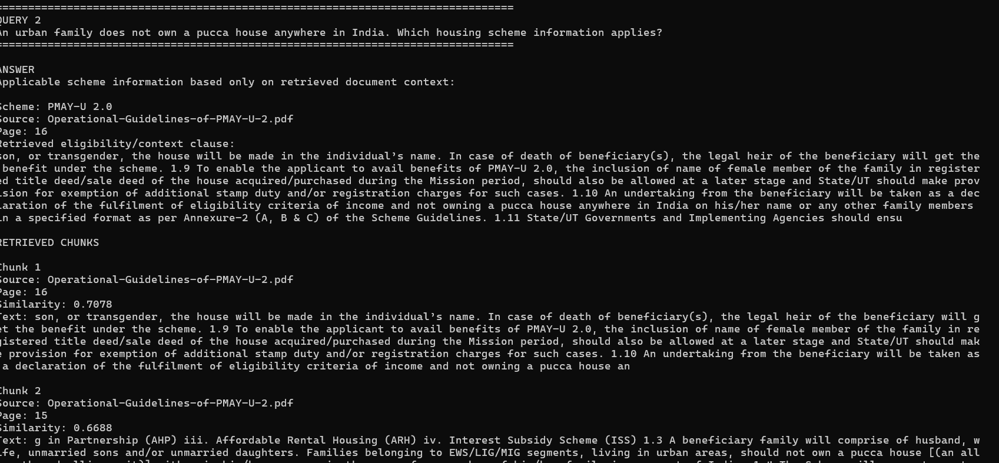 ================================================================================
QUERY 2
An urban family does not own a pucca house anywhere in India. Which housing scheme information applies?
================================================================================
ANSWER
Applicable scheme information based only on retrieved document context:
Scheme: PMAY-U 2.0
Source: Operational-Guidelines-of-PMAY-U-2.pdf
Page: 16
Retrieved eligibility/context clause:
son, or transgender, the house will be made in the individual’s name. In case of death of beneficiary(s), the legal heir of the beneficiary will get the
 benefit under the scheme. 1.9 To enable the applicant to avail benefits of PMAY-U 2.0, the inclusion of name of female member of the family in register
ed title deed/sale deed of the house acquired/purchased during the Mission period, should also be allowed at a later stage and State/UT should make prov
ision for exemption of additional stamp duty and/or registration charges for such cases. 1.10 An undertaking from the beneficiary will be taken as a dec
laration of the fulfilment of eligibility criteria of income and not owning a pucca house anywhere in India on his/her name or any other family members
in a specified format as per Annexure-2 (A, B & C) of the Scheme Guidelines. 1.11 State/UT Governments and Implementing Agencies should ensu
RETRIEVED CHUNKS
Chunk 1
Source: Operational-Guidelines-of-PMAY-U-2.pdf
Page: 16
Similarity: 0.7078
Text: son, or transgender, the house will be made in the individual’s name. In case of death of beneficiary(s), the legal heir of the beneficiary will g
et the benefit under the scheme. 1.9 To enable the applicant to avail benefits of PMAY-U 2.0, the inclusion of name of female member of the family in re
gistered title deed/sale deed of the house acquired/purchased during the Mission period, should also be allowed at a later stage and State/UT should mak
e provision for exemption of additional stamp duty and/or registration charges for such cases. 1.10 An undertaking from the beneficiary will be taken as
 a declaration of the fulfilment of eligibility criteria of income and not owning a pucca house an
Chunk 2
Source: Operational-Guidelines-of-PMAY-U-2.pdf
Page: 15
Similarity: 0.6688
Text: g in Partnership (AHP) iii. Affordable Rental Housing (ARH) iv. Interest Subsidy Scheme (ISS) 1.3 A beneficiary family will comprise of husband, w
ife, unmarried sons and/or unmarried daughters. Families belonging to EWS/LIG/MIG segments, living in urban areas, should not own a pucca house [(an all